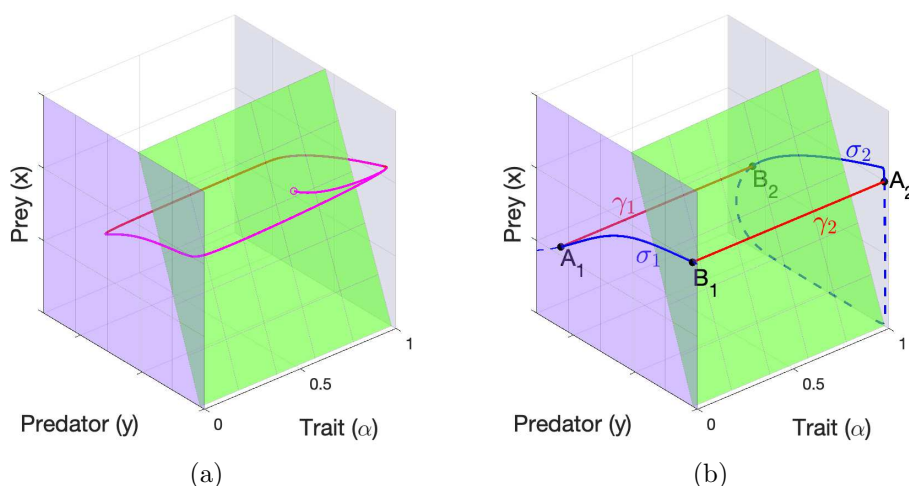 Prey (x)
Predator (y)
Trait (α)
0
0.5
1
(a)
Prey (x)
Predator (y)
Trait (α)
0
0.5
1
γ1
γ2
σ1
σ2
A1
B1
B2
A2
(b)